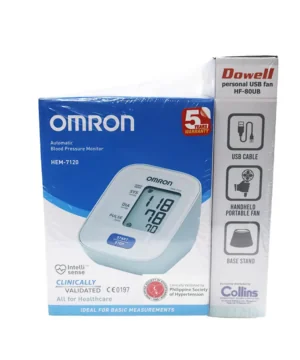 OMRON
5 YEARS
WARRANTY
Automatic
Blood Pressure Monitor
HEM-7120
OMRON
118
78
70
Intelli
sense
CLINICALLY
VALIDATED CE0197
All for Healthcare
Philippine Society
of Hypertension
IDEAL FOR BASIC MEASUREMENTS
Dowell
personal USB fan
HF-80UB
USB CABLE
HANDHELD
PORTABLE FAN
BASE STAND
Collins